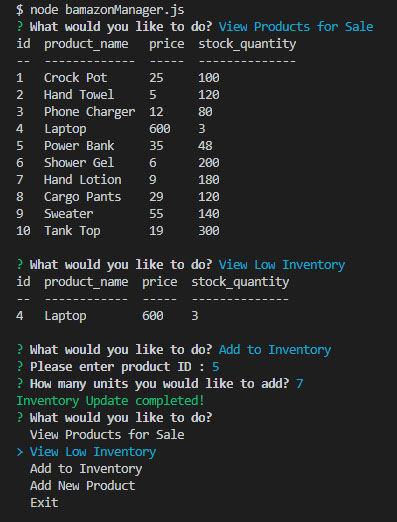 $ node bamazonManager.js
? What would you like to do? View Products for Sale
id  product_name   price  stock_quantity
--  -------------  -----  --------------
1   Crock Pot      25     100
2   Hand Towel     5      120
3   Phone Charger  12     80
4   Laptop         600    3
5   Power Bank     35     48
6   Shower Gel     6      200
7   Hand Lotion    9      180
8   Cargo Pants    29     120
9   Sweater        55     140
10  Tank Top       19     300
? What would you like to do? View Low Inventory
id  product_name  price  stock_quantity
--  ------------  -----  --------------
4   Laptop        600    3
? What would you like to do? Add to Inventory
? Please enter product ID : 5
? How many units you would like to add? 7
Inventory Update completed!
? What would you like to do?
  View Products for Sale
> View Low Inventory
  Add to Inventory
  Add New Product
  Exit